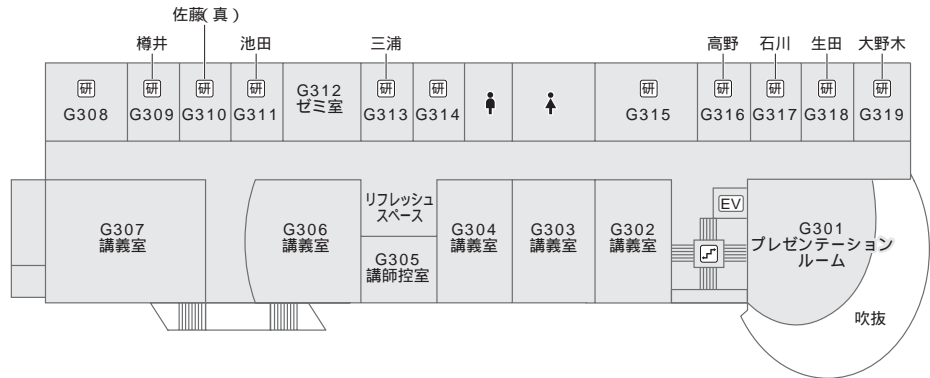 佐藤(真)
樽井
池田
三浦
高野
石川
生田
大野木
研
G308
研
G309
研
G310
研
G311
G312
ゼミ室
研
G313
研
G314
研
G315
研
G316
研
G317
研
G318
研
G319
G307
講義室
G306
講義室
リフレッシュ
スペース
G305
講師控室
G304
講義室
G303
講義室
G302
講義室
EV
G301
プレゼンテーション
ルーム
吹抜